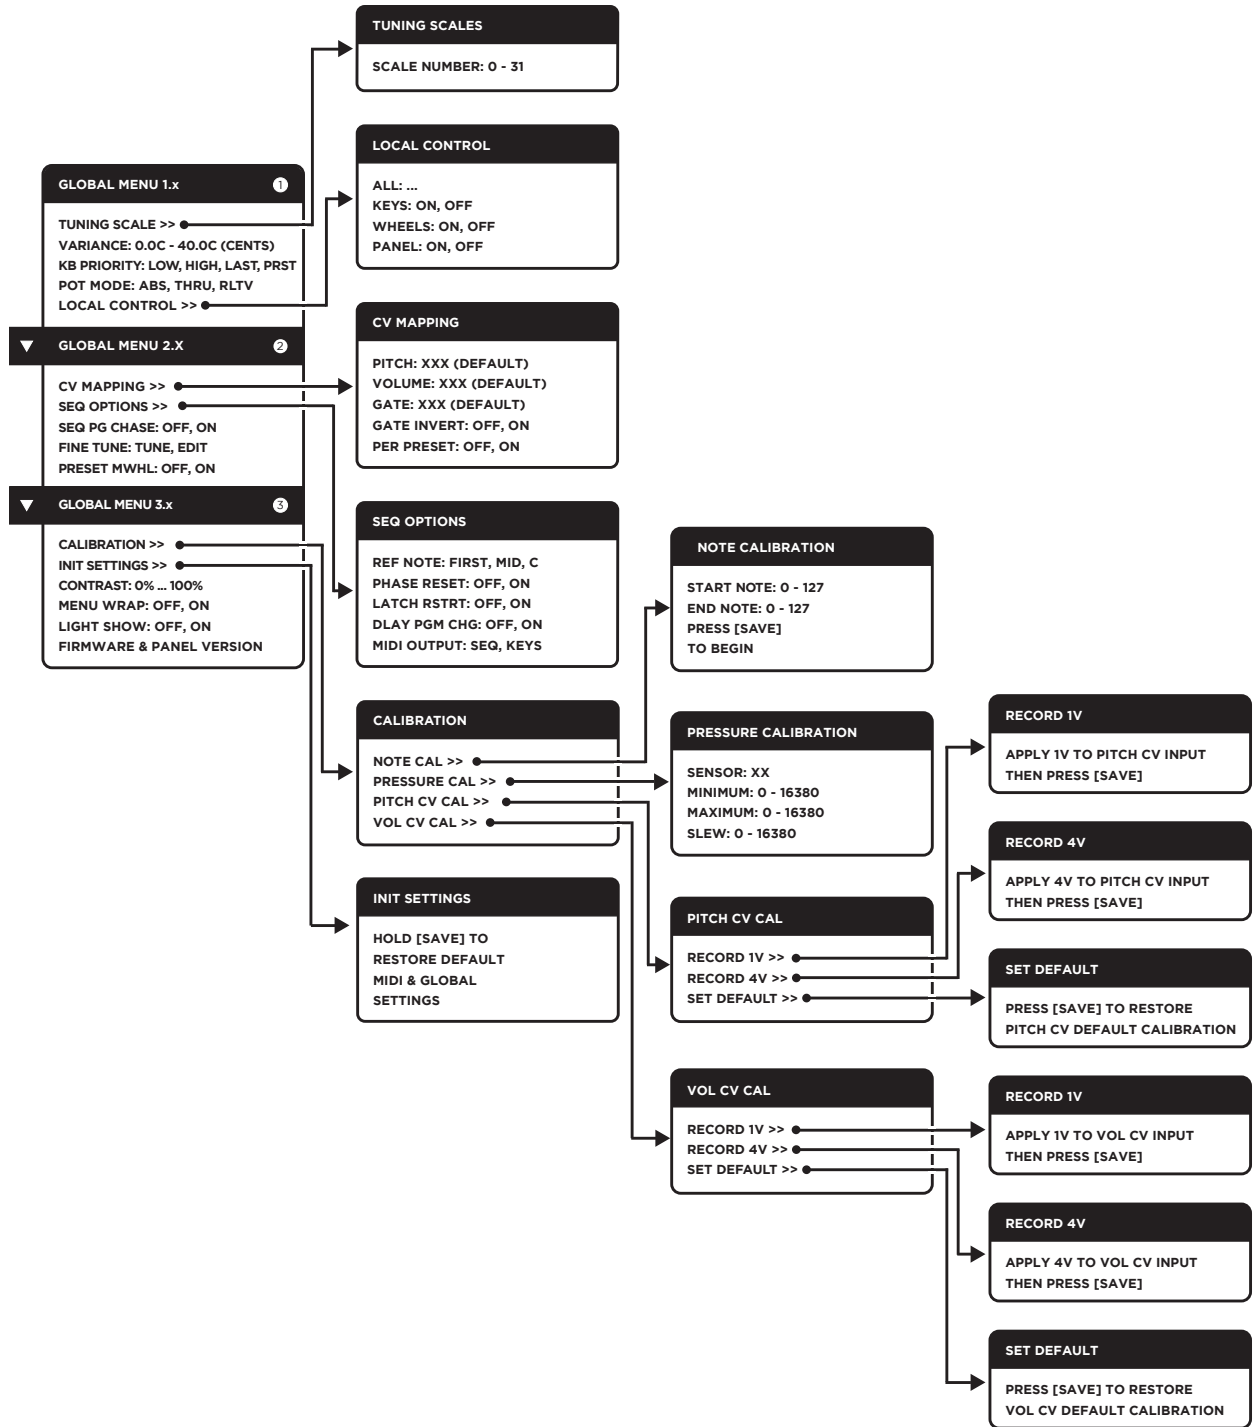 TUNING SCALES
SCALE NUMBER: 0 - 31
LOCAL CONTROL
ALL: ...
KEYS: ON, OFF
WHEELS: ON, OFF
PANEL: ON, OFF
GLOBAL MENU 1.x 1
TUNING SCALE >>
VARIANCE: 0.0C - 40.0C (CENTS)
KB PRIORITY: LOW, HIGH, LAST, PRST
POT MODE: ABS, THRU, RLTV
LOCAL CONTROL >>
GLOBAL MENU 2.X 2
CV MAPPING >>
SEQ OPTIONS >>
SEQ PG CHASE: OFF, ON
FINE TUNE: TUNE, EDIT
PRESET MWHL: OFF, ON
GLOBAL MENU 3.x 3
CALIBRATION >>
INIT SETTINGS >>
CONTRAST: 0% ... 100%
MENU WRAP: OFF, ON
LIGHT SHOW: OFF, ON
FIRMWARE & PANEL VERSION
CV MAPPING
PITCH: XXX (DEFAULT)
VOLUME: XXX (DEFAULT)
GATE: XXX (DEFAULT)
GATE INVERT: OFF, ON
PER PRESET: OFF, ON
SEQ OPTIONS
REF NOTE: FIRST, MID, C
PHASE RESET: OFF, ON
LATCH RSTRT: OFF, ON
DLAY PGM CHG: OFF, ON
MIDI OUTPUT: SEQ, KEYS
CALIBRATION
NOTE CAL >>
PRESSURE CAL >>
PITCH CV CAL >>
VOL CV CAL >>
INIT SETTINGS
HOLD [SAVE] TO
RESTORE DEFAULT
MIDI & GLOBAL
SETTINGS
NOTE CALIBRATION
START NOTE: 0 - 127
END NOTE: 0 - 127
PRESS [SAVE]
TO BEGIN
PRESSURE CALIBRATION
SENSOR: XX
MINIMUM: 0 - 16380
MAXIMUM: 0 - 16380
SLEW: 0 - 16380
PITCH CV CAL
RECORD 1V >>
RECORD 4V >>
SET DEFAULT >>
VOL CV CAL
RECORD 1V >>
RECORD 4V >>
SET DEFAULT >>
RECORD 1V
APPLY 1V TO PITCH CV INPUT
THEN PRESS [SAVE]
RECORD 4V
APPLY 4V TO PITCH CV INPUT
THEN PRESS [SAVE]
SET DEFAULT
PRESS [SAVE] TO RESTORE
PITCH CV DEFAULT CALIBRATION
RECORD 1V
APPLY 1V TO VOL CV INPUT
THEN PRESS [SAVE]
RECORD 4V
APPLY 4V TO VOL CV INPUT
THEN PRESS [SAVE]
SET DEFAULT
PRESS [SAVE] TO RESTORE
VOL CV DEFAULT CALIBRATION